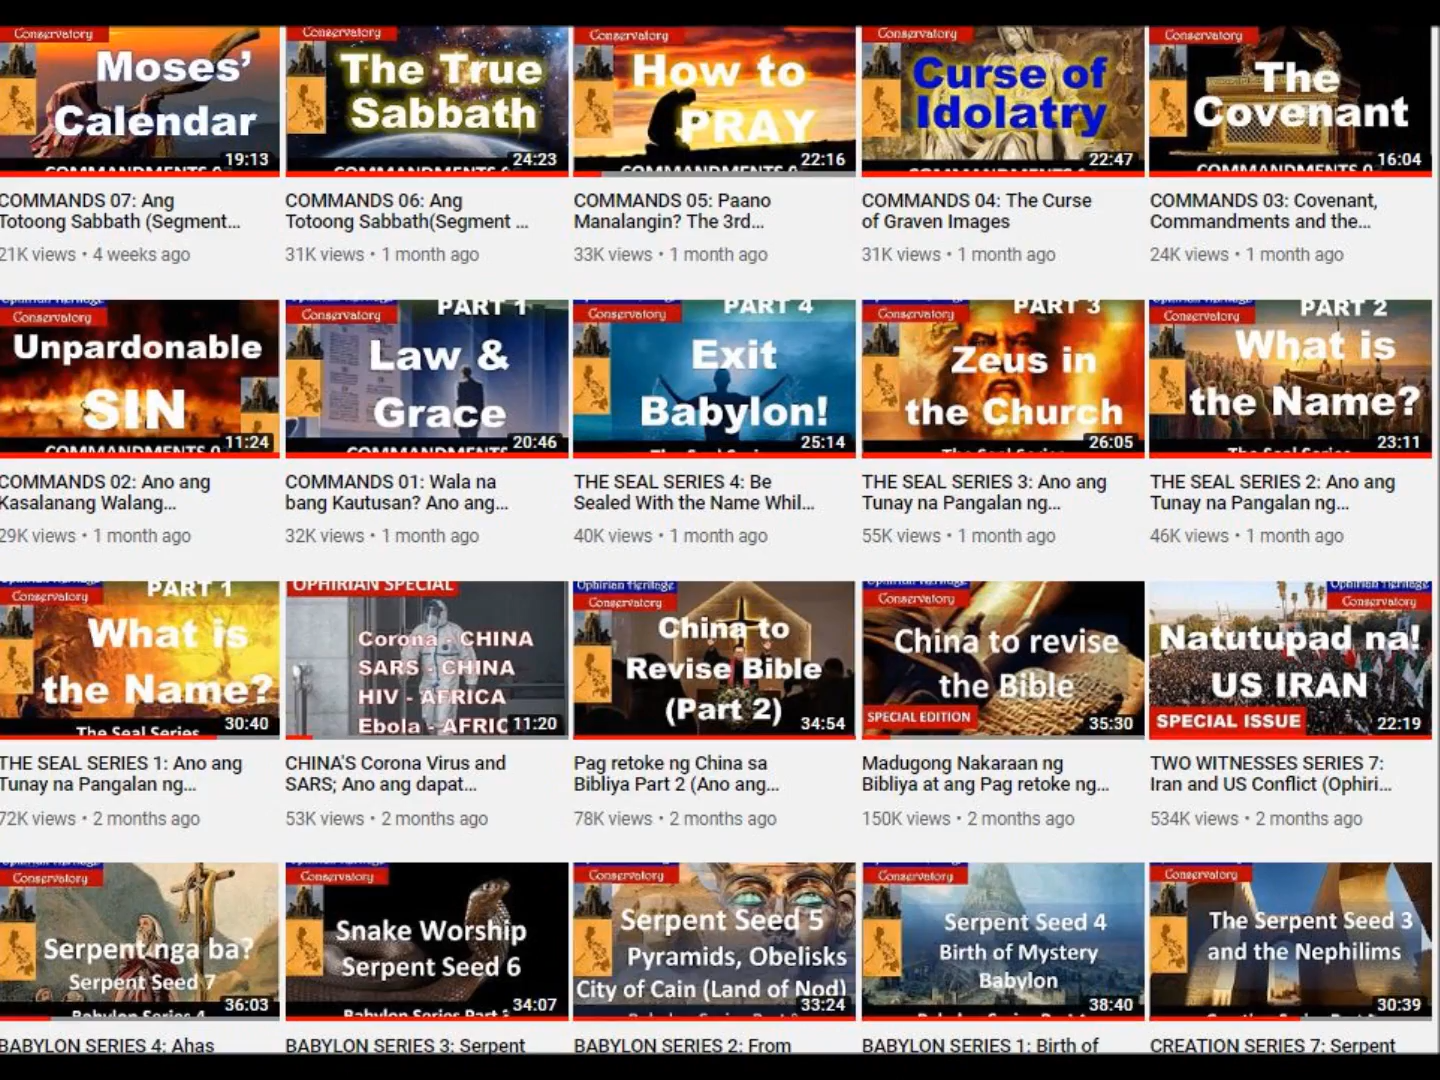 Conservatory
Moses'
Calendar
19:13
COMMANDS 07: Ang
Totoong Sabbath (Segment...
21K views • 4 weeks ago
Conservatory
The True
Sabbath
24:23
COMMANDS 06: Ang
Totoong Sabbath(Segment ...
31K views • 1 month ago
Conservatory
How to
PRAY
22:16
COMMANDS 05: Paano
Manalangin? The 3rd...
33K views • 1 month ago
Conservatory
Curse of
Idolatry
22:47
COMMANDS 04: The Curse
of Graven Images
31K views • 1 month ago
Conservatory
The
Covenant
16:04
COMMANDS 03: Covenant,
Commandments and the...
24K views • 1 month ago
Conservatory
Unpardonable
SIN
11:24
COMMANDS 02: Ano ang
Kasalanang Walang...
29K views • 1 month ago
PART 1
Conservatory
Law &
Grace
20:46
COMMANDS 01: Wala na
bang Kautusan? Ano ang...
32K views • 1 month ago
PART 4
Conservatory
Exit
Babylon!
25:14
THE SEAL SERIES 4: Be
Sealed With the Name Whil...
40K views • 1 month ago
PART 3
Conservatory
Zeus in
the Church
26:05
THE SEAL SERIES 3: Ano ang
Tunay na Pangalan ng...
55K views • 1 month ago
PART 2
Conservatory
What is
the Name?
23:11
THE SEAL SERIES 2: Ano ang
Tunay na Pangalan ng...
46K views • 1 month ago
PART 1
Conservatory
What is
the Name?
The Seal Series
30:40
THE SEAL SERIES 1: Ano ang
Tunay na Pangalan ng...
72K views • 2 months ago
OPHIRIAN SPECIAL
Corona - CHINA
SARS - CHINA
HIV - AFRICA
Ebola - AFRIC
11:20
CHINA'S Corona Virus and
SARS; Ano ang dapat...
53K views • 2 months ago
Ophirian Heritage
Conservatory
China to
Revise Bible
(Part 2)
34:54
Pag retoke ng China sa
Bibliya Part 2 (Ano ang...
78K views • 2 months ago
Conservatory
China to revise
the Bible
SPECIAL EDITION
35:30
Madugong Nakaraan ng
Bibliya at ang Pag retoke ng...
150K views • 2 months ago
Ophirian Heritage
Conservatory
Natutupad na!
US IRAN
SPECIAL ISSUE
22:19
TWO WITNESSES SERIES 7:
Iran and US Conflict (Ophiri...
534K views • 2 months ago
Conservatory
Serpent nga ba?
Serpent Seed 7
36:03
BABYLON SERIES 4: Ahas
Conservatory
Snake Worship
Serpent Seed 6
34:07
BABYLON SERIES 3: Serpent
Conservatory
Serpent Seed 5
Pyramids, Obelisks
City of Cain (Land of Nod)
33:24
BABYLON SERIES 2: From
Conservatory
Serpent Seed 4
Birth of Mystery
Babylon
38:40
BABYLON SERIES 1: Birth of
Conservatory
The Serpent Seed 3
and the Nephilims
30:39
CREATION SERIES 7: Serpent